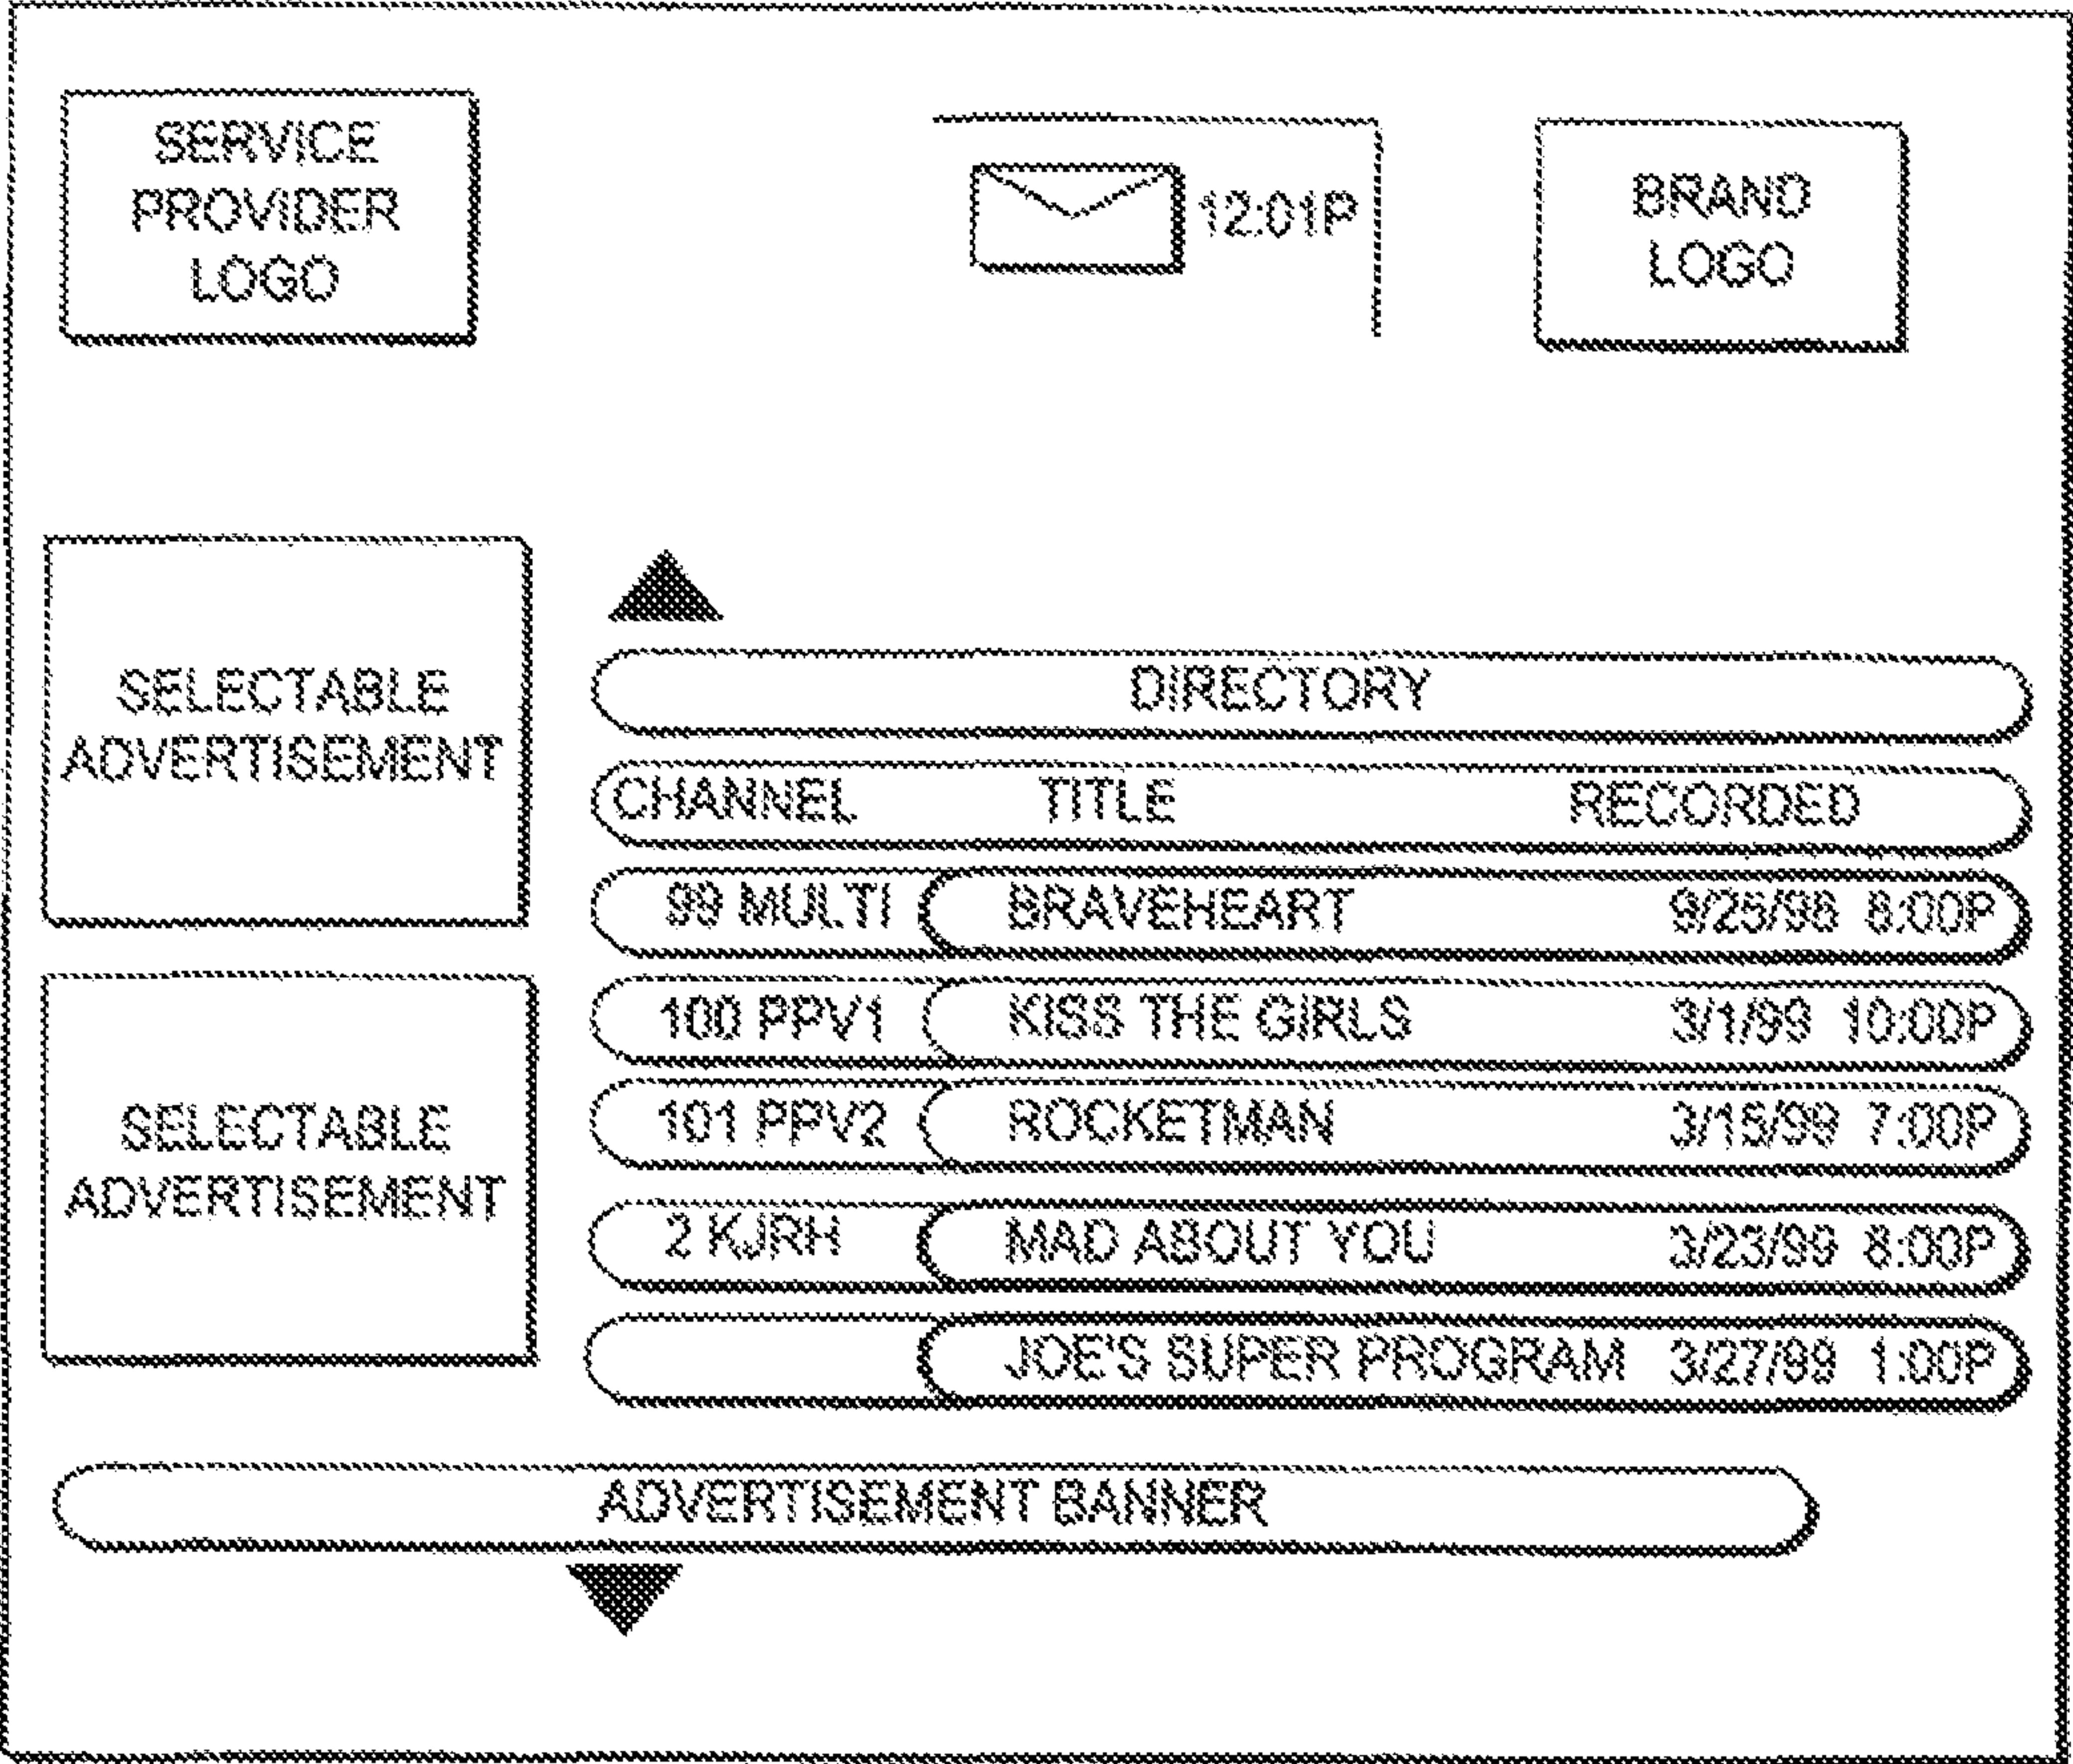 SERVICE
PROVIDER
LOGO
12:01P
BRAND
LOGO
SELECTABLE
ADVERTISEMENT
SELECTABLE
ADVERTISEMENT
DIRECTORY
CHANNEL TITLE RECORDED
99 MULTI BRAVEHEART 9/25/98 8:00P
100 PPV1 KISS THE GIRLS 3/1/99 10:00P
101 PPV2 ROCKETMAN 3/15/99 7:00P
2 KJRH MAD ABOUT YOU 3/23/99 8:00P
JOE'S SUPER PROGRAM 3/27/99 1:00P
ADVERTISEMENT BANNER